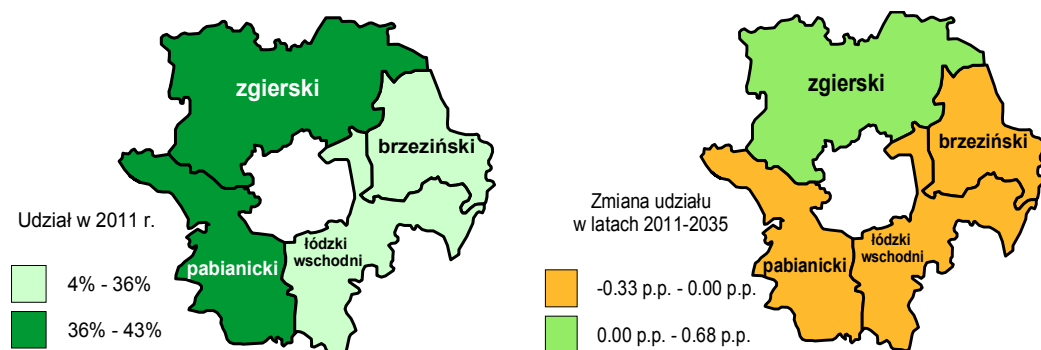 zgierski
brzeziński
Udział w 2011 r.
łódzki
wschodni
pabianicki
4% - 36%
36% - 43%
zgierski
brzeziński
Zmiana udziału
w latach 2011-2035
łódzki
wschodni
pabianicki
-0.33 p.p. - 0.00 p.p.
0.00 p.p. - 0.68 p.p.